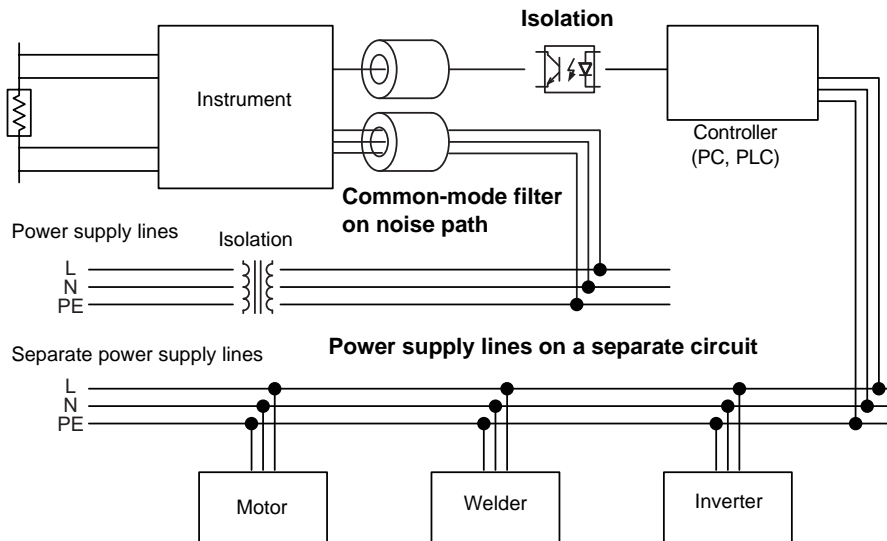 Isolation
Instrument
Controller
(PC, PLC)
Common-mode filter
on noise path
Power supply lines
Isolation
L
N
PE
Separate power supply lines
Power supply lines on a separate circuit
L
N
PE
Motor
Welder
Inverter